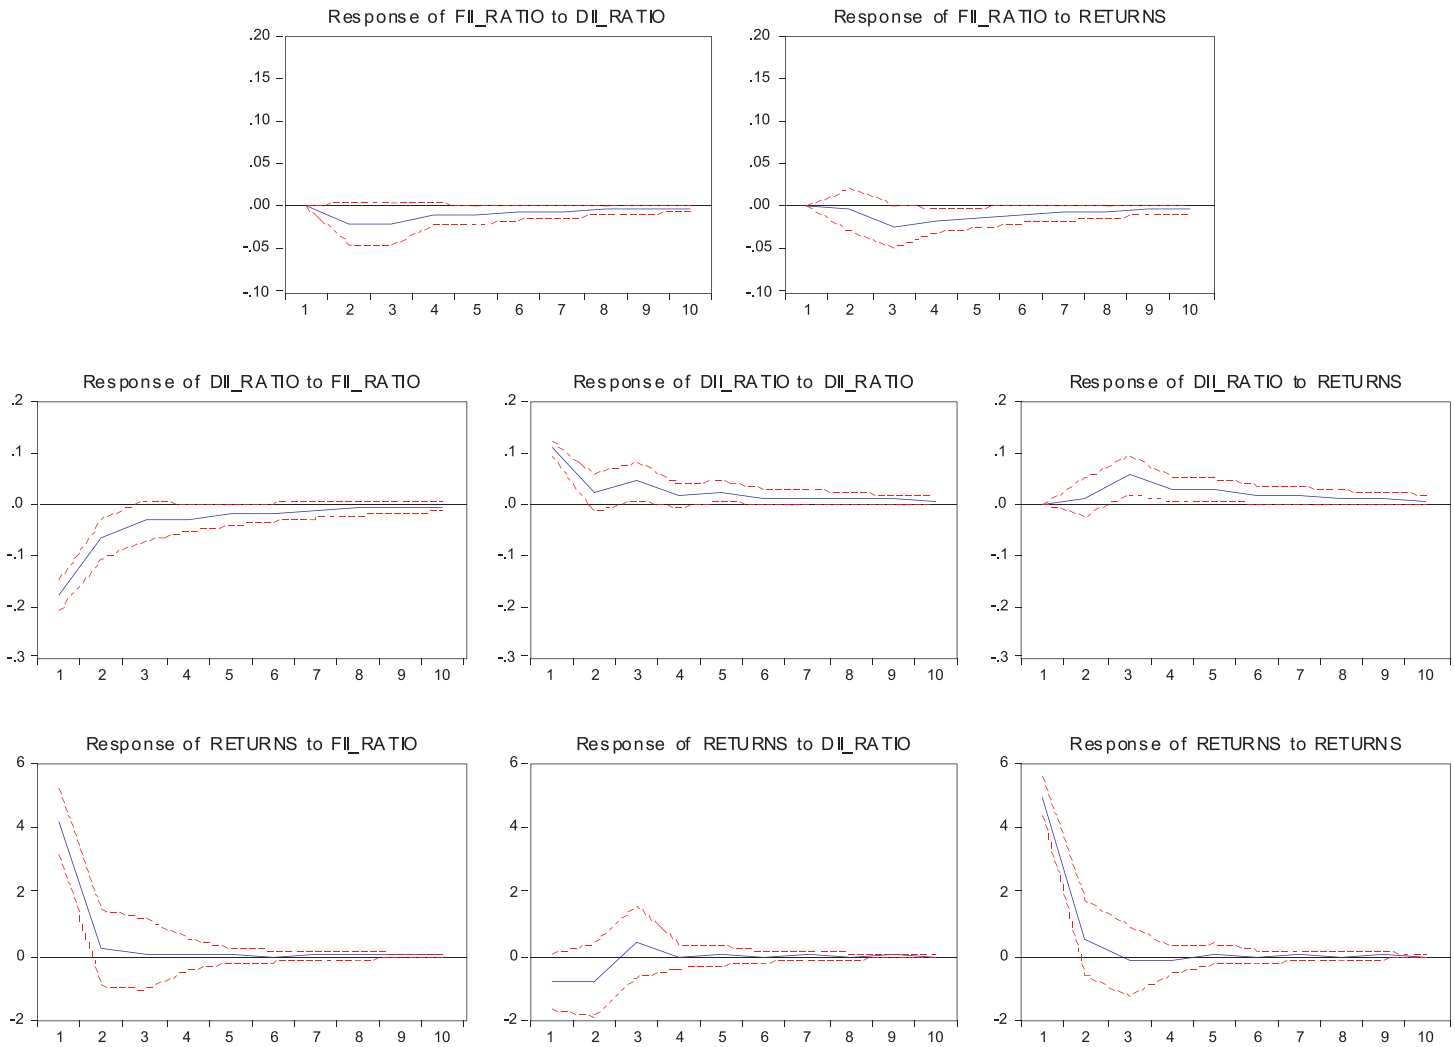 Response of FII_RATIO to DII_RATIO
Response of FII_RATIO to RETURNS
.20
.15
.10
.05
.00
-.05
-.10
1 2 3 4 5 6 7 8 9 10
.20
.15
.10
.05
.00
-.05
-.10
1 2 3 4 5 6 7 8 9 10
Response of DII_RATIO to FII_RATIO
Response of DII_RATIO to DII_RATIO
Response of DII_RATIO to RETURNS
.2
.1
.0
-.1
-.2
-.3
1 2 3 4 5 6 7 8 9 10
.2
.1
.0
-.1
-.2
-.3
1 2 3 4 5 6 7 8 9 10
.2
.1
.0
-.1
-.2
-.3
1 2 3 4 5 6 7 8 9 10
Response of RETURNS to FII_RATIO
Response of RETURNS to DII_RATIO
Response of RETURNS to RETURNS
6
4
2
0
-2
1 2 3 4 5 6 7 8 9 10
6
4
2
0
-2
1 2 3 4 5 6 7 8 9 10
6
4
2
0
-2
1 2 3 4 5 6 7 8 9 10